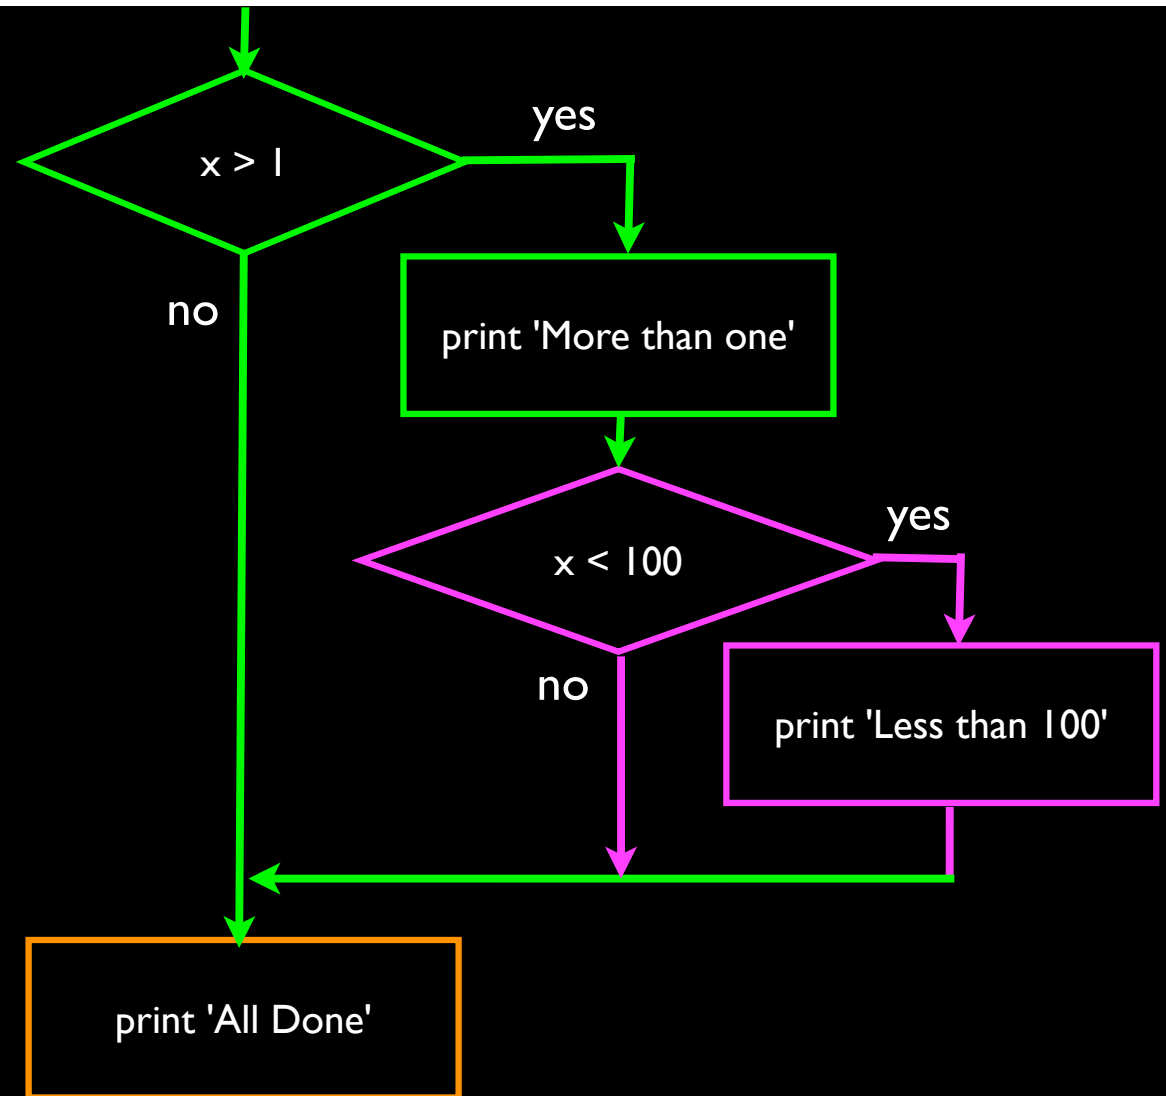 yes
x > 1
no
print 'More than one'
yes
x < 100
no
print 'Less than 100'
print 'All Done'